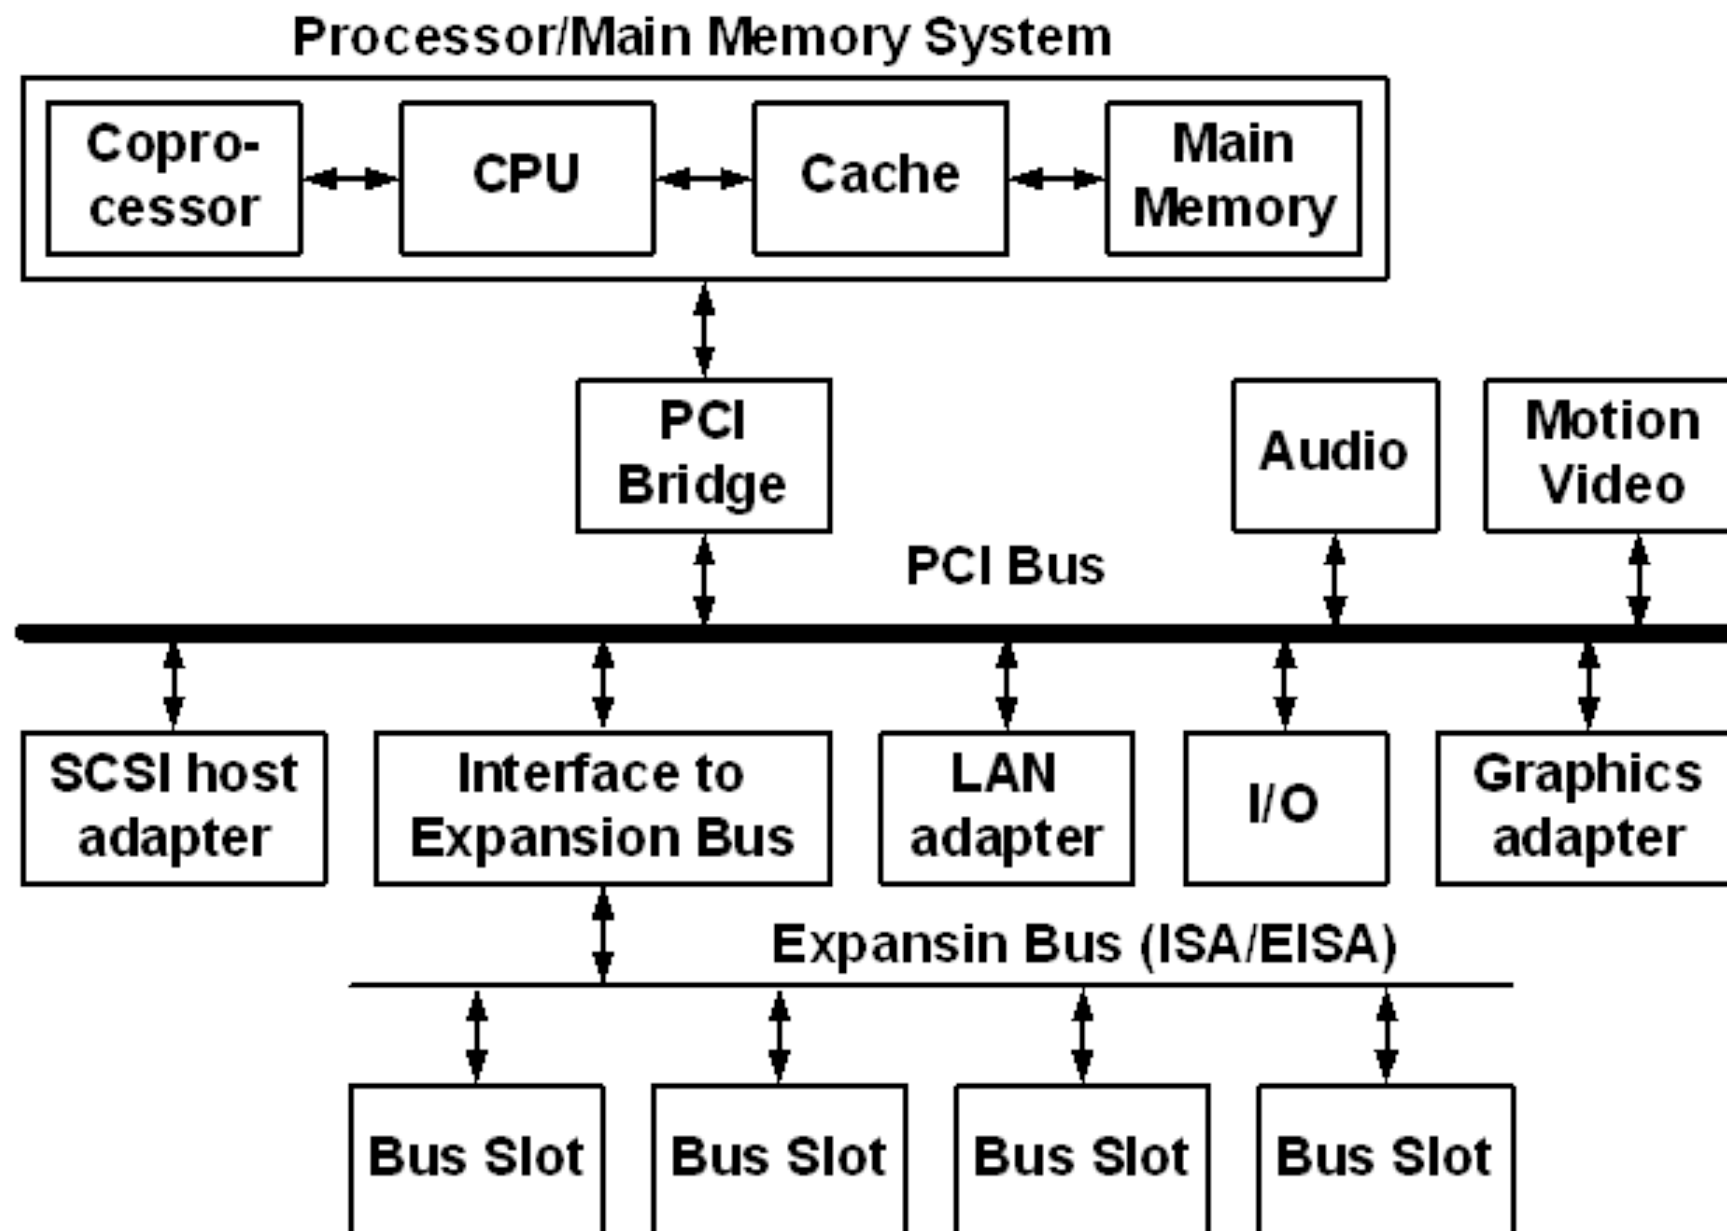 Processor/Main Memory System
Copro-
cessor
CPU
Cache
Main
Memory
PCI
Bridge
Audio
Motion
Video
PCI Bus
SCSI host
adapter
Interface to
Expansion Bus
LAN
adapter
I/O
Graphics
adapter
Expansin Bus (ISA/EISA)
Bus Slot
Bus Slot
Bus Slot
Bus Slot